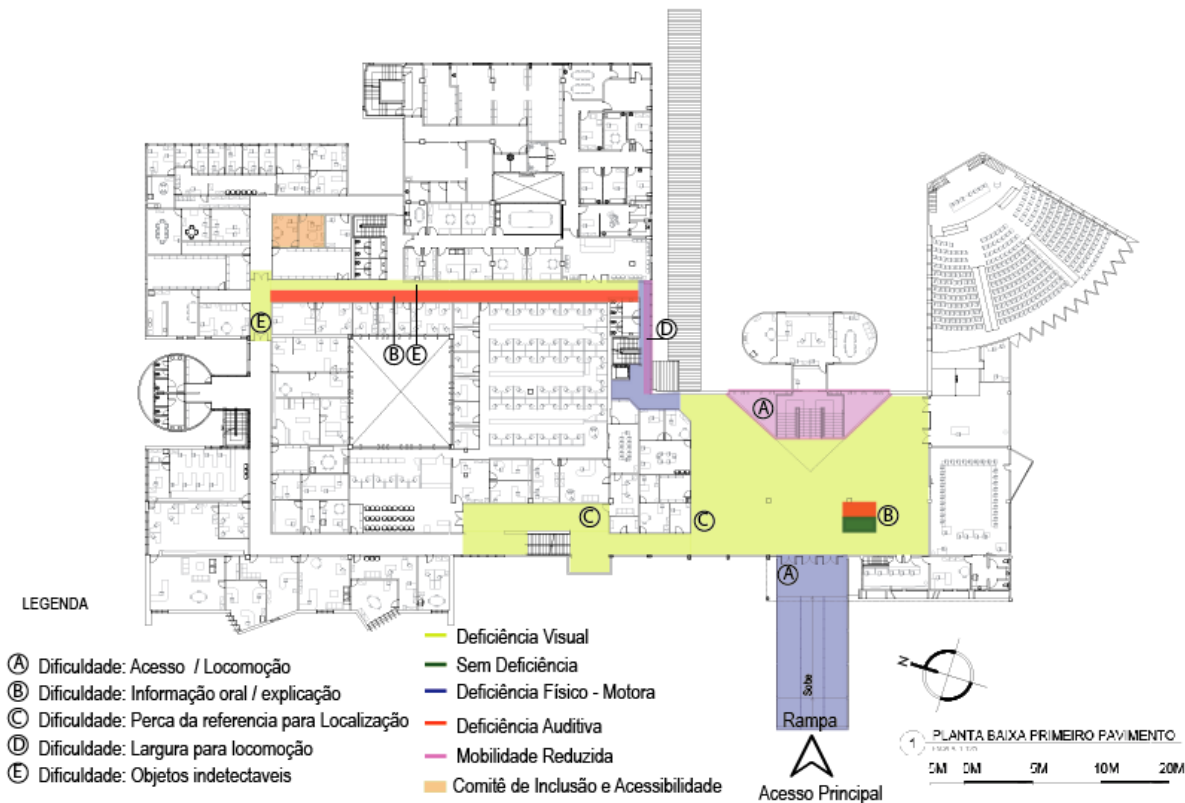 E
B
E
D
A
C
C
B
A
Sobe
Rampa
Acesso Principal
N
LEGENDA
A Dificuldade: Acesso / Locomoção
B Dificuldade: Informação oral / explicação
C Dificuldade: Perca da referencia para Localização
D Dificuldade: Largura para locomoção
E Dificuldade: Objetos indetectaveis
Deficiência Visual
Sem Deficiência
Deficiência Físico - Motora
Deficiência Auditiva
Mobilidade Reduzida
Comitê de Inclusão e Acessibilidade
1 PLANTA BAIXA PRIMEIRO PAVIMENTO
5M 0M 5M 10M 20M